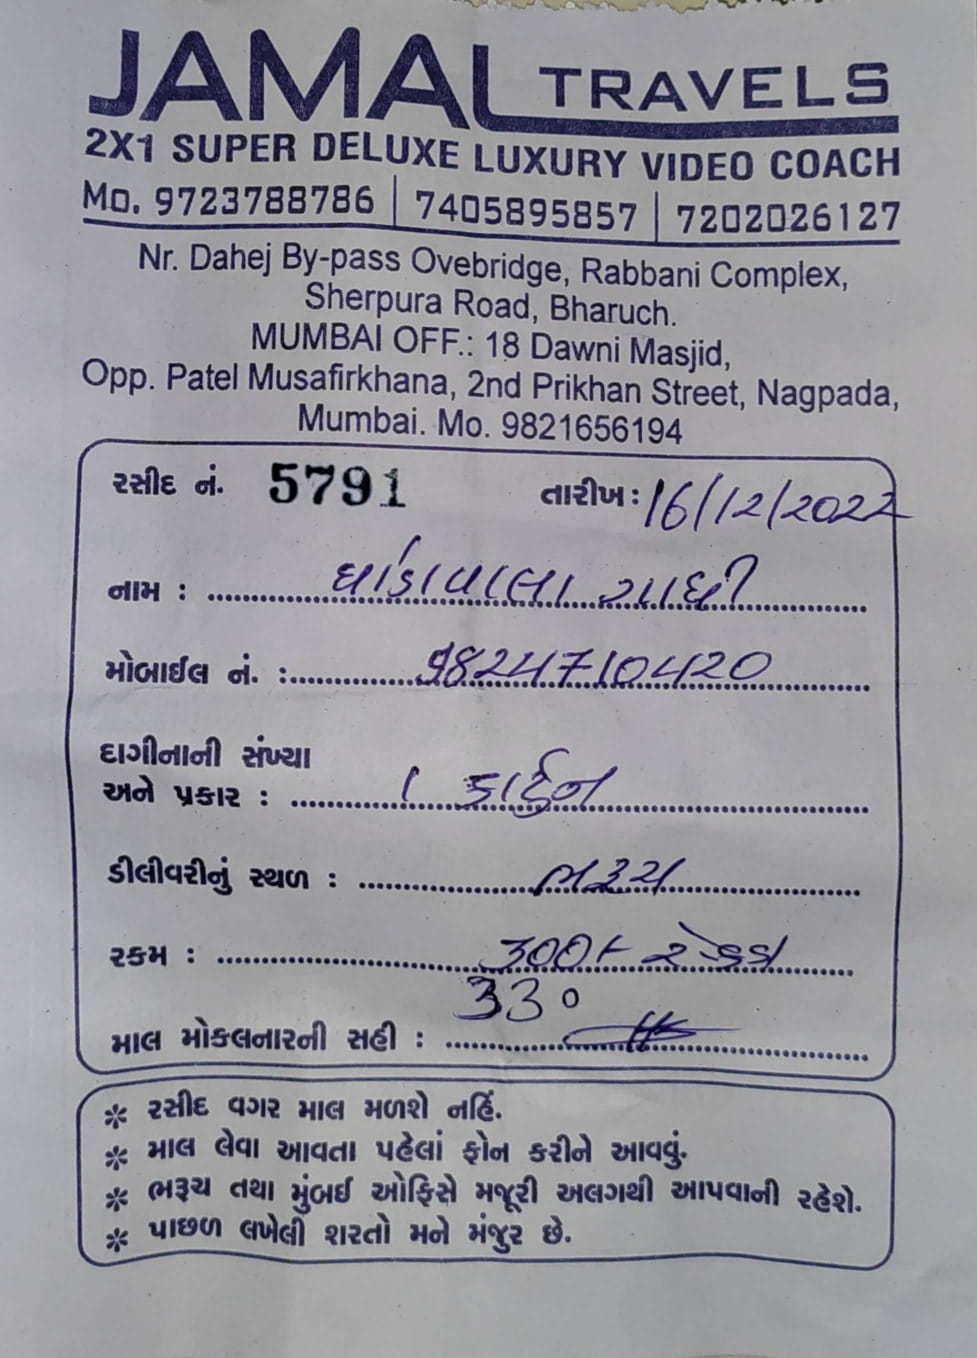 JAMAL TRAVELS
2X1 SUPER DELUXE LUXURY VIDEO COACH
Mo. 9723788786 | 7405895857 | 7202026127
Nr. Dahej By-pass Ovebridge, Rabbani Complex,
Sherpura Road, Bharuch.
MUMBAI OFF.: 18 Dawni Masjid,
Opp. Patel Musafirkhana, 2nd Prikhan Street, Nagpada,
Mumbai. Mo. 9821656194
રસીદ નં. 5791 તારીખ: 16/12/2022
નામ :
મોબાઈલ નં. : 9824710420
દાગીનાની સંખ્યા
અને પ્રકાર : 1 કાર્ટુન
ડીલીવરીનું સ્થળ : ભરૂચ
રકમ : 300/-
330
માલ મોકલનારની સહી :
* રસીદ વગર માલ મળશે નહિં.
* માલ લેવા આવતા પહેલાં ફોન કરીને આવવું.
* ભરૂચ તથા મુંબઈ ઓફિસે મજૂરી અલગથી આપવાની રહેશે.
* પાછળ લખેલી શરતો મને મંજુર છે.